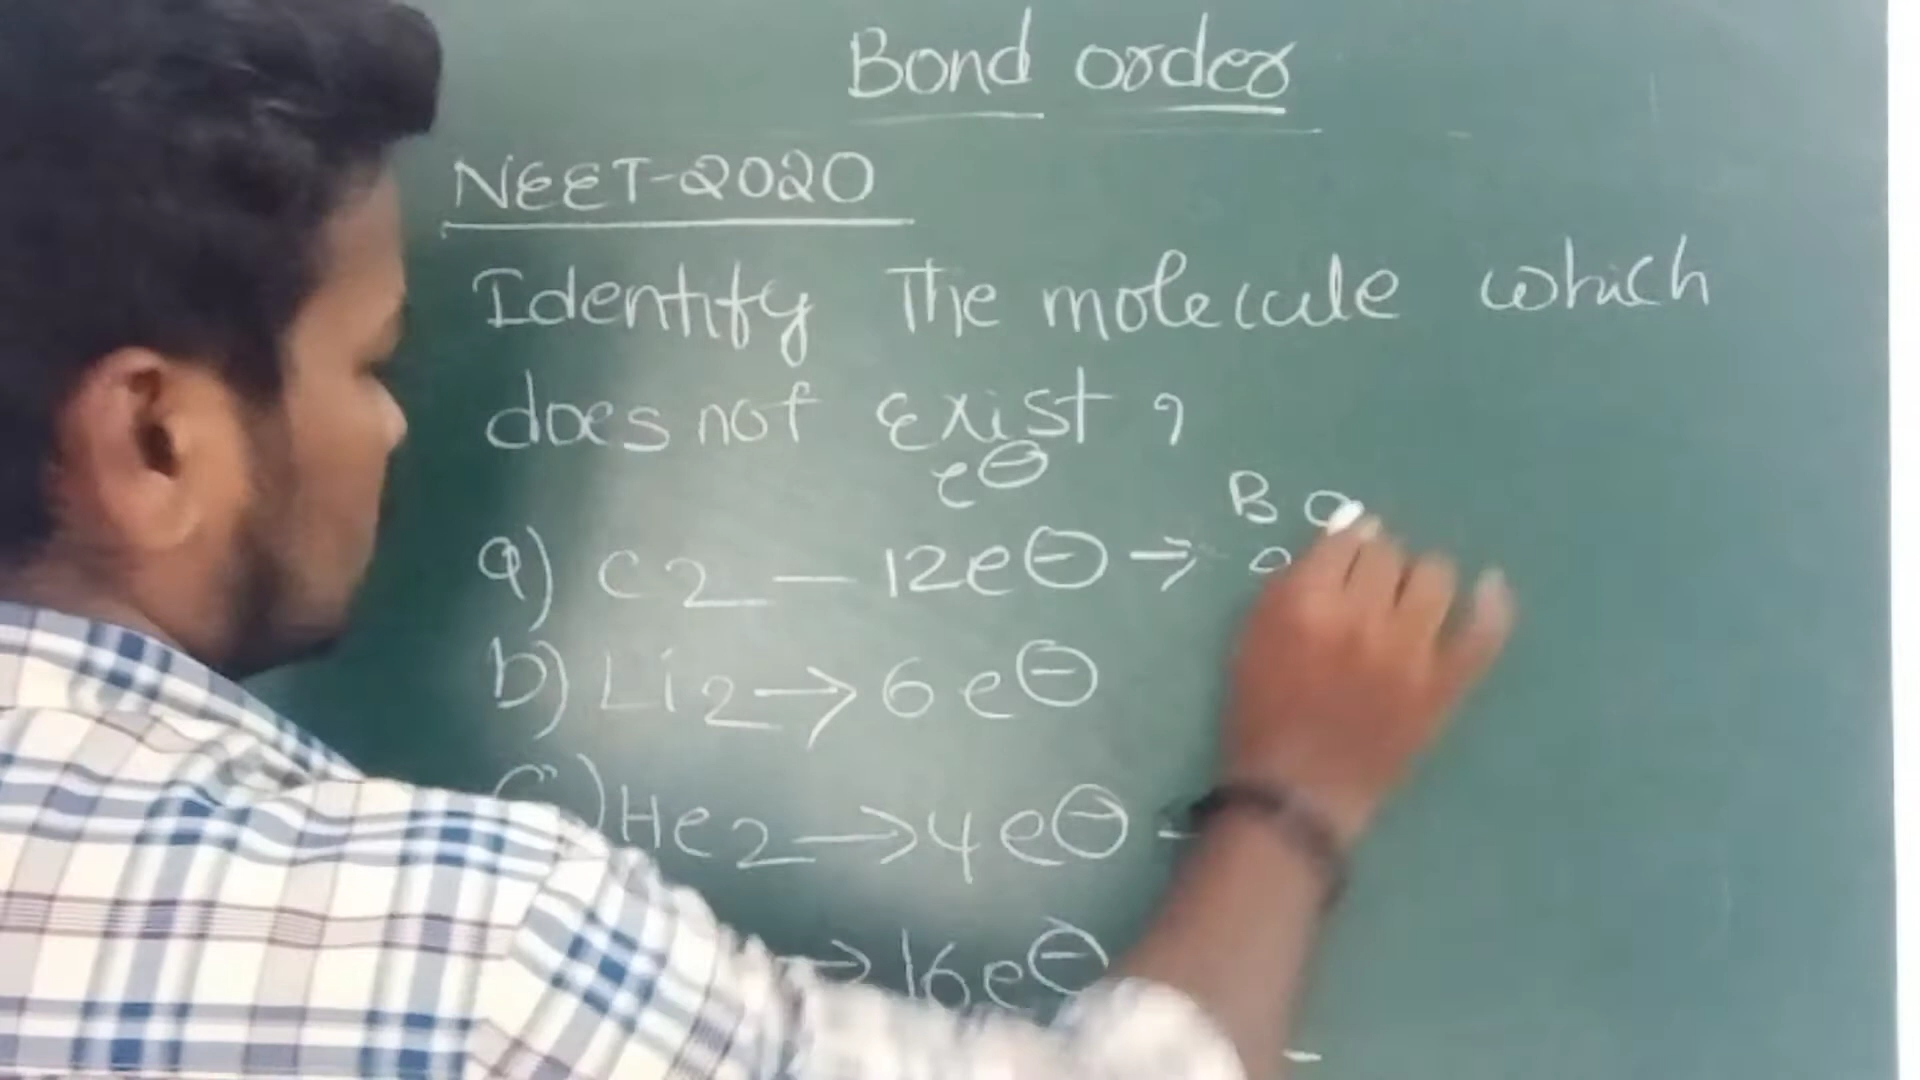 Bond order
NEET-2020
Identify The molecule which
does not Exist ?
e⊖
B O
a) C2 — 12e⊖ →
b) Li2 → 6e⊖
c) He2 → 4e⊖ -
→ 16e⊖